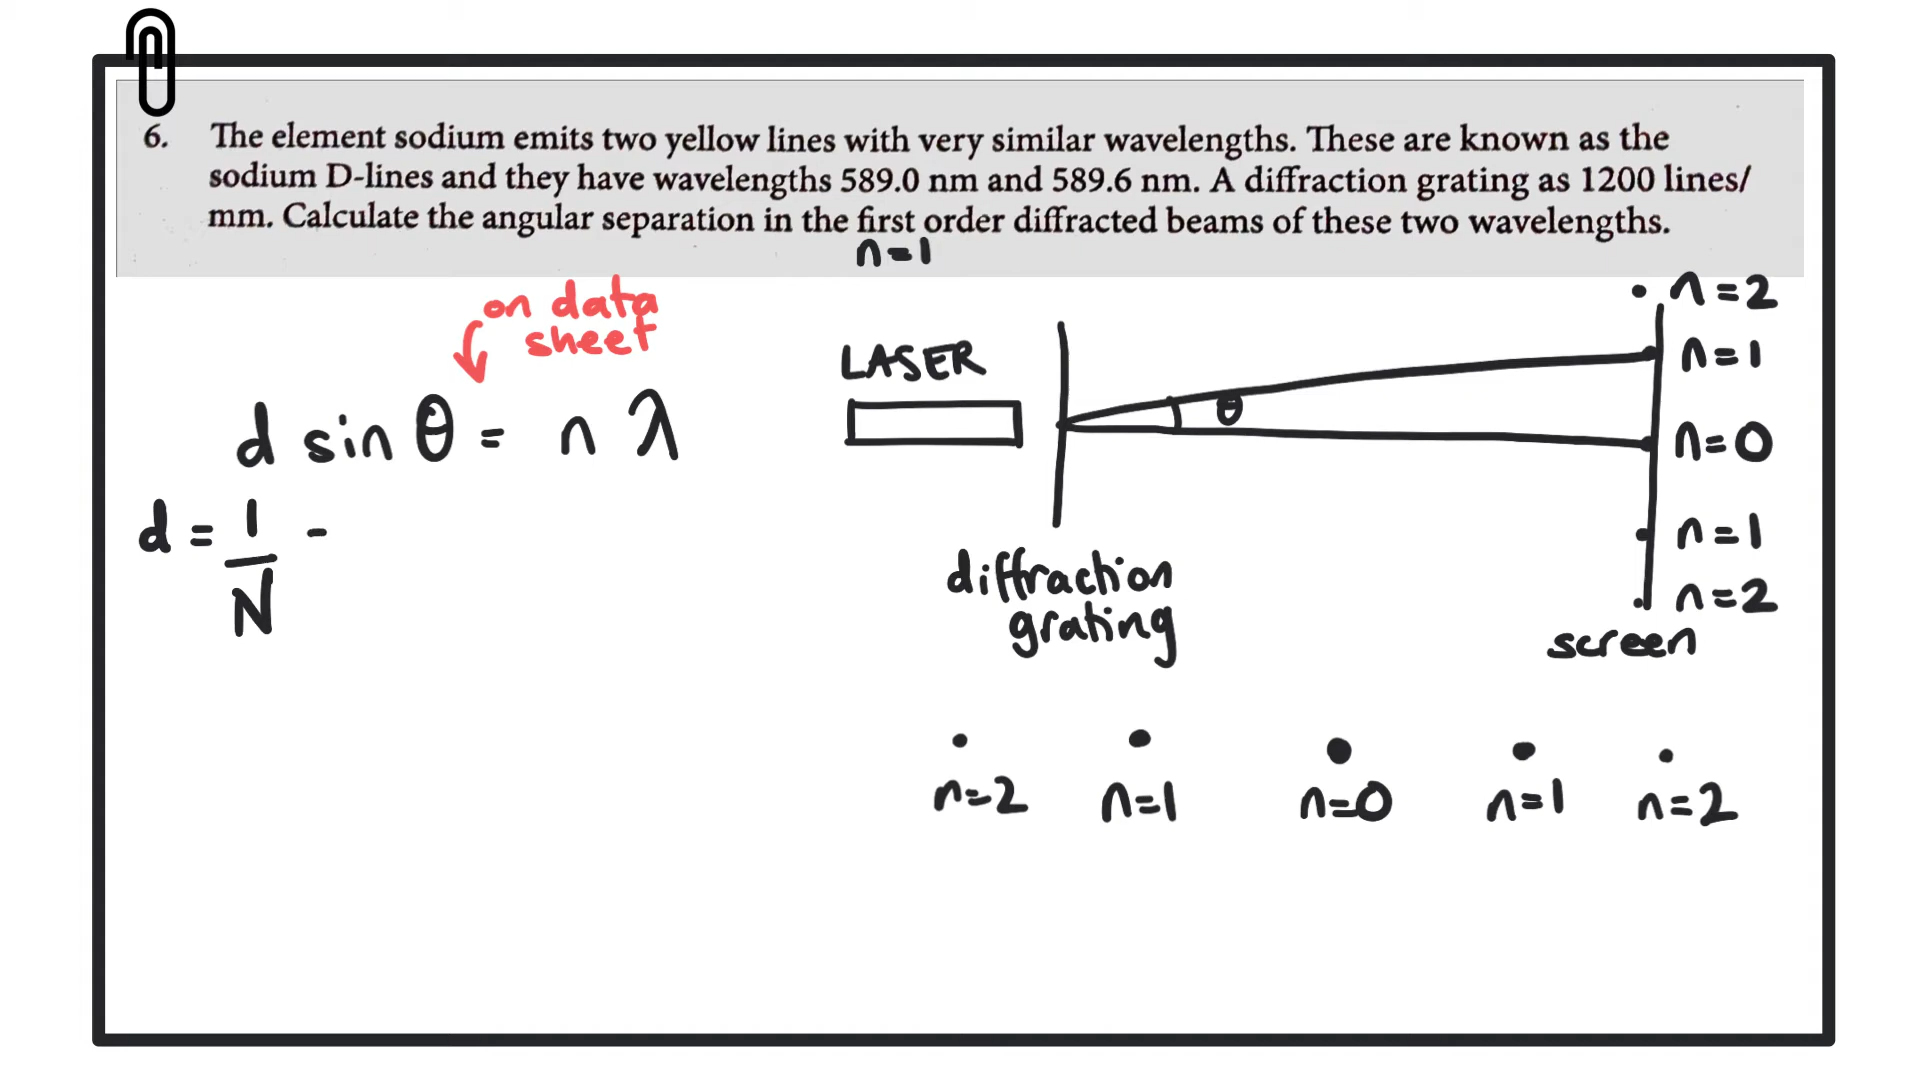 6. The element sodium emits two yellow lines with very similar wavelengths. These are known as the
sodium D-lines and they have wavelengths 589.0 nm and 589.6 nm. A diffraction grating as 1200 lines/
mm. Calculate the angular separation in the first order diffracted beams of these two wavelengths.
n=1
on data
sheet
d sin θ = n λ
d = 1/N -
LASER
θ
n=2
n=1
n=0
n=1
n=2
diffraction
grating
screen
n=2 n=1 n=0 n=1 n=2